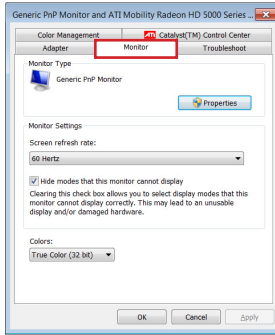 Generic PnP Monitor and ATI Mobility Radeon HD 5000 Series ...
Color Management
ATI Catalyst(TM) Control Center
Adapter
Monitor
Troubleshoot
Monitor Type
Generic PnP Monitor
Properties
Monitor Settings
Screen refresh rate:
60 Hertz
Hide modes that this monitor cannot display
Clearing this check box allows you to select display modes that this
monitor cannot display correctly. This may lead to an unusable
display and/or damaged hardware.
Colors:
True Color (32 bit)
OK
Cancel
Apply